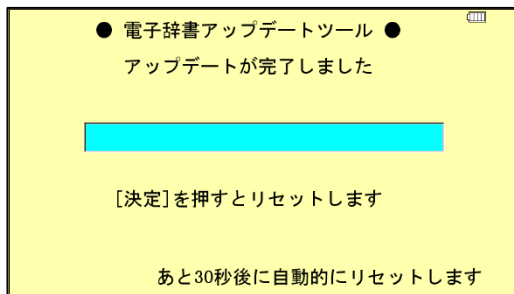 ● 電子辞書アップデートツール ●
アップデートが完了しました
[決定]を押すとリセットします
あと30秒後に自動的にリセットします